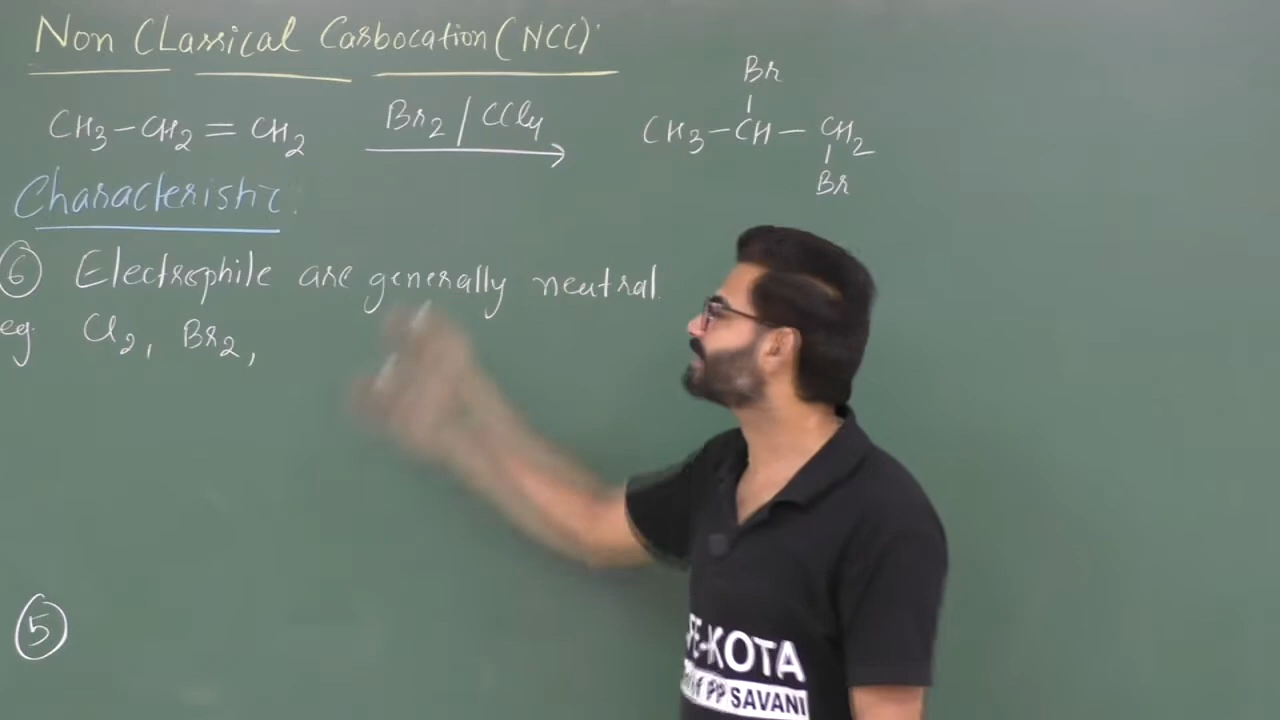 Non Classical Carbocation (NCC):
CH3-CH2=CH2 Br2/CCl4 CH3-CH-CH2
Br
Br
Characteristic:
6 Electrophile are generally neutral.
eg. Cl2, Br2,
5
E-KOTA
of PP SAVANI